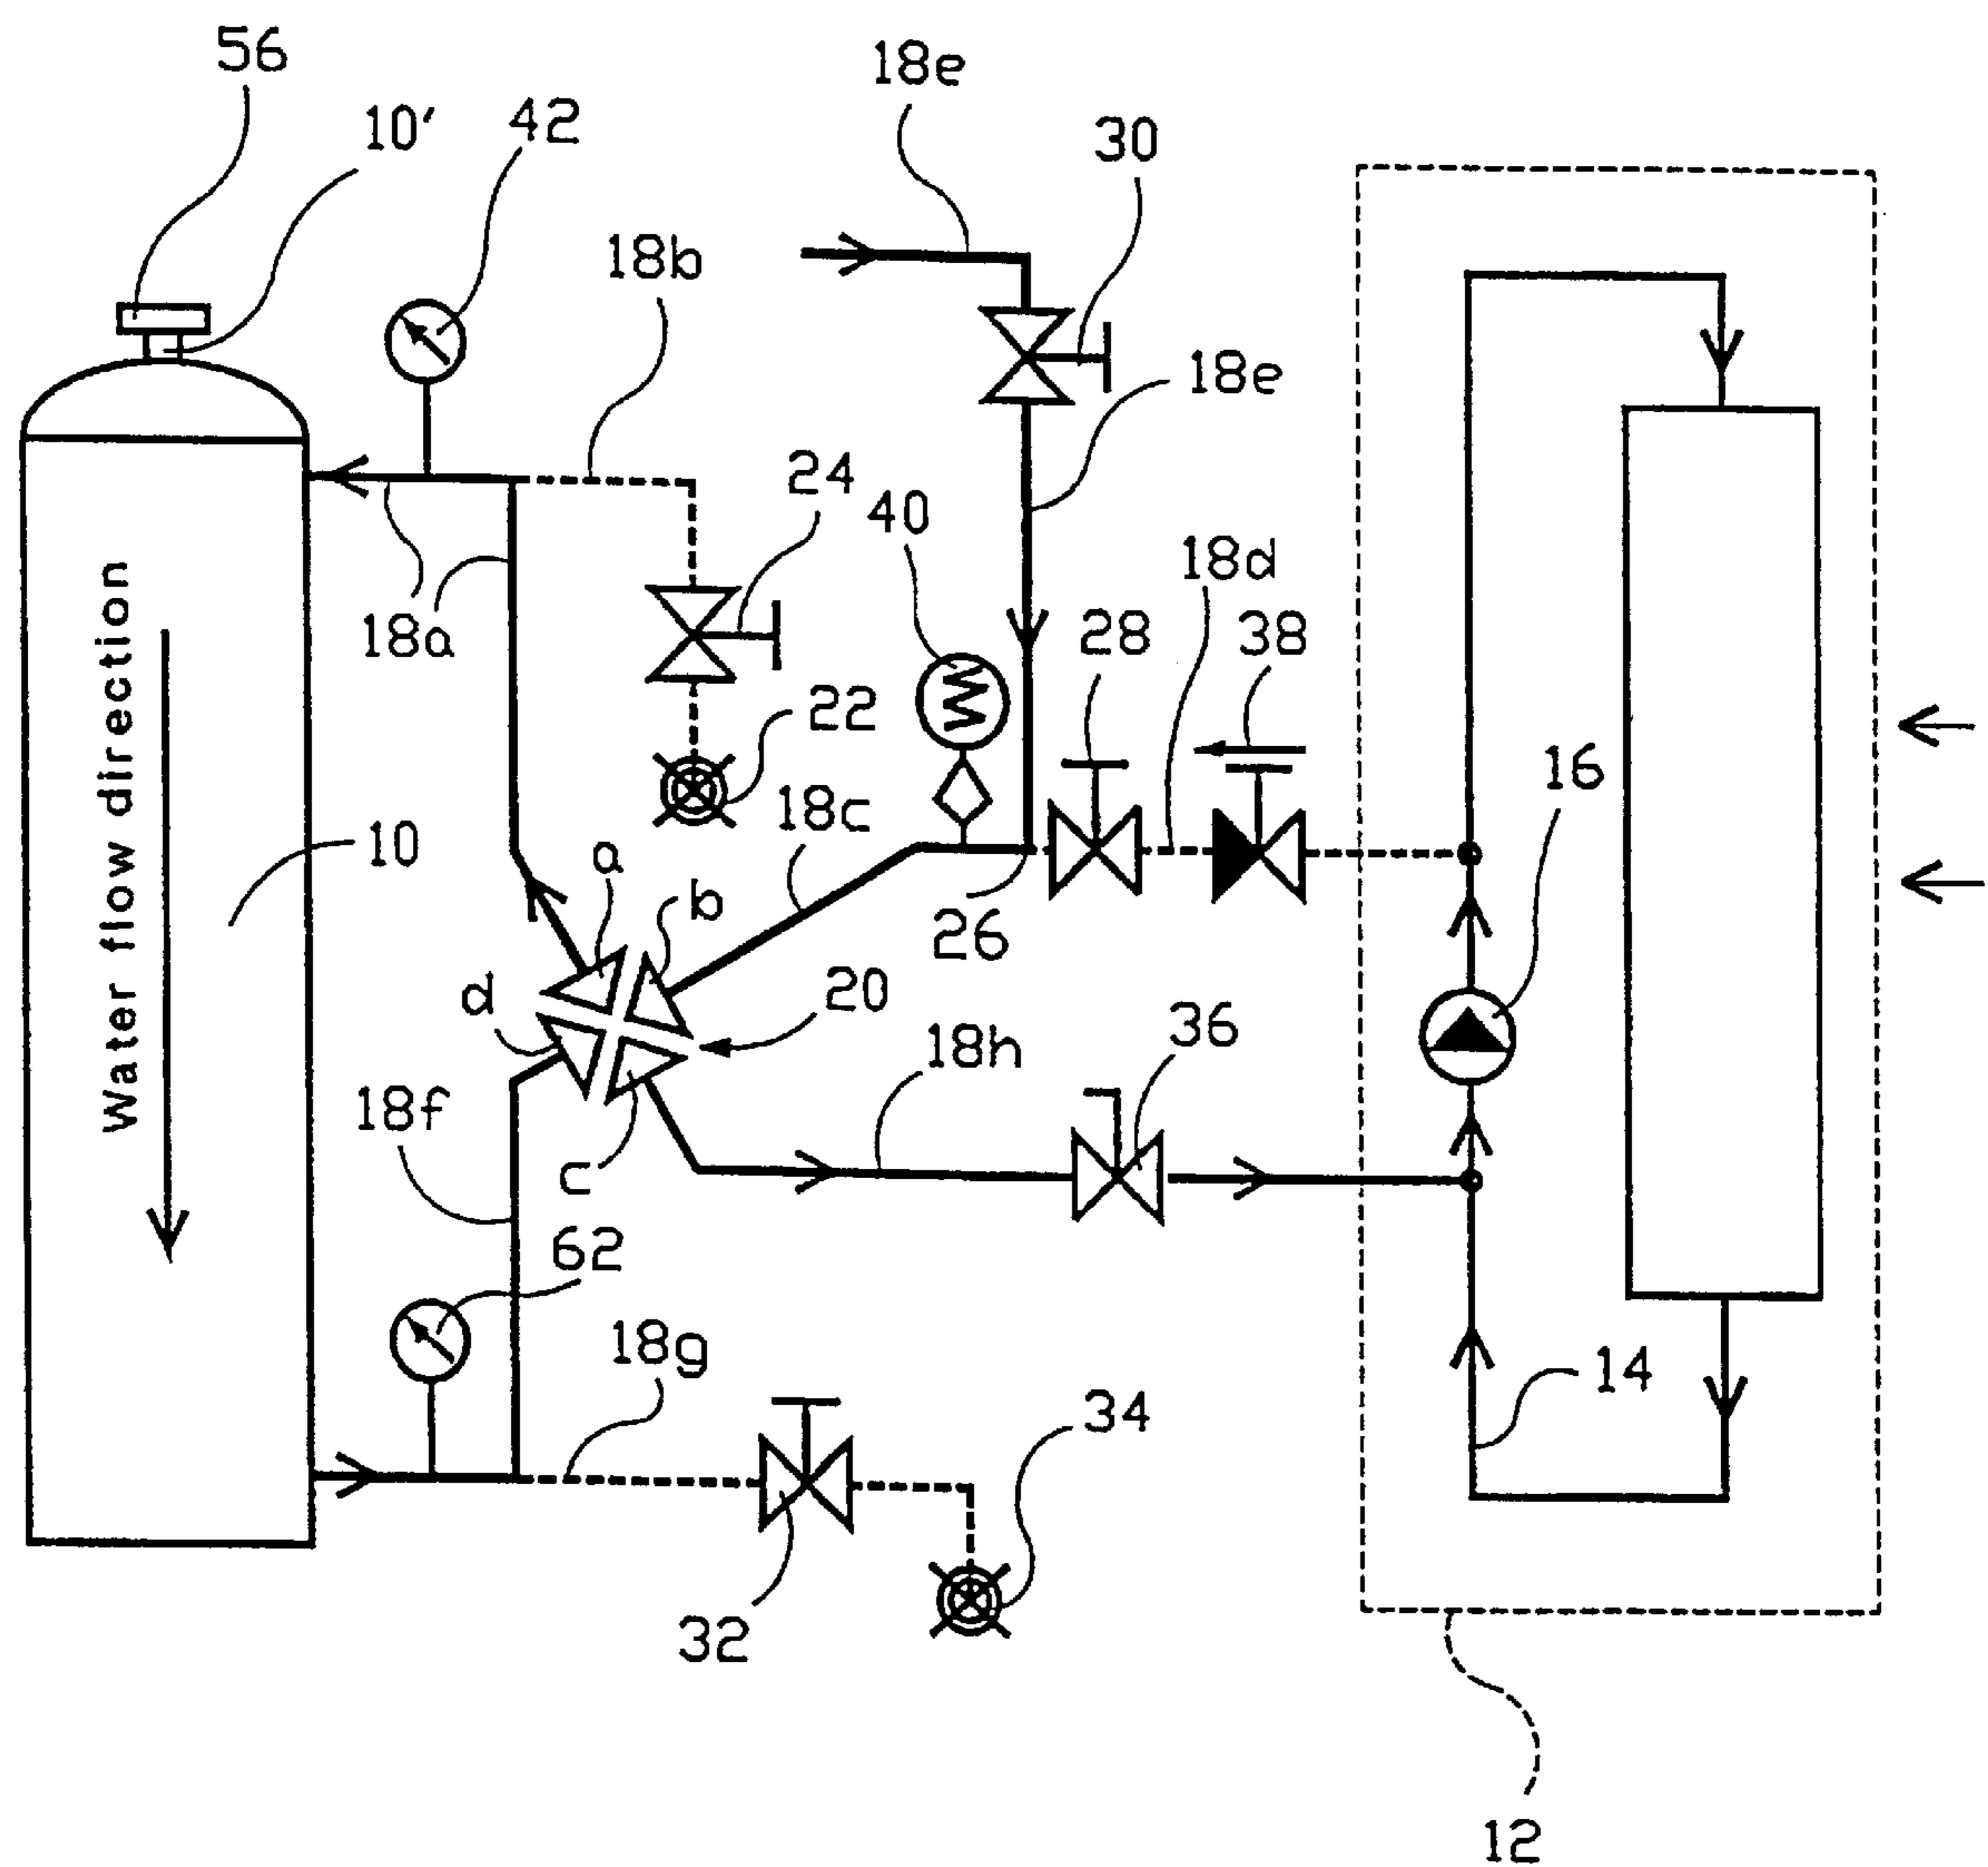 56
18e
10'
42
30
18b
18e
24
40
18d
28
38
18a
22
16
18c
Water flow direction
10
a
b
26
d
20
36
18h
18f
c
62
18g
14
34
32
12